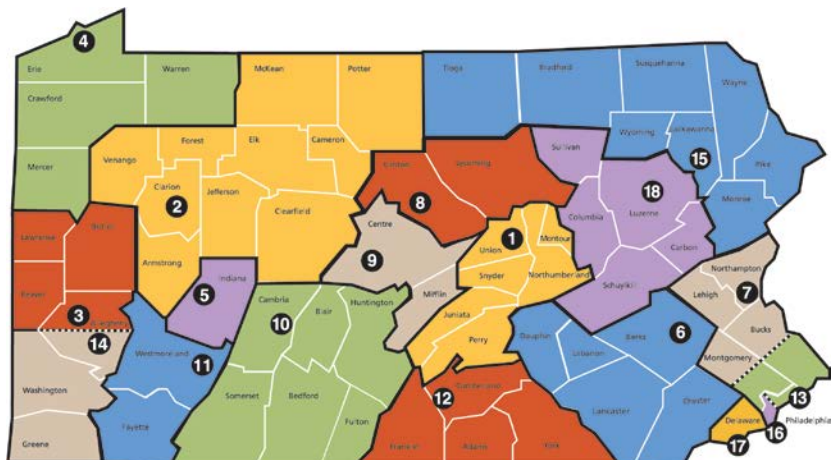 4
Erie
Warren
McKean
Potter
Tioga
Bradford
Susquehanna
Wayne
Crawford
Forest
Elk
Cameron
Wyoming
Lackawanna
Venango
Sullivan
15
Mercer
Clinton
Lycoming
Pike
Clarion
18
2
Jefferson
8
Monroe
Clearfield
Columbia
Luzerne
Centre
1
Montour
Lawrence
Butler
Union
Carbon
9
Armstrong
Northumberland
Northampton
Indiana
Snyder
Schuylkill
Lehigh
7
Beaver
5
Mifflin
Cambria
Huntington
3
Blair
Juniata
Allegheny
10
Dauphin
Berks
6
Bucks
14
Perry
Westmoreland
11
Lebanon
Montgomery
Washington
Cumberland
12
Somerset
Bedford
Chester
13
Fulton
Lancaster
Delaware
Philadelphia
Fayette
16
Greene
Franklin
Adams
York
17